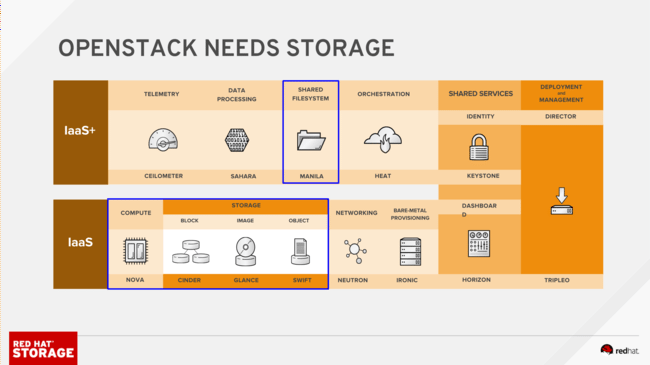 OPENSTACK NEEDS STORAGE
IaaS+
TELEMETRY
DATA
PROCESSING
SHARED
FILESYSTEM
ORCHESTRATION
SHARED SERVICES
DEPLOYMENT
and
MANAGEMENT
IDENTITY
DIRECTOR
CEILOMETER
SAHARA
MANILA
HEAT
KEYSTONE
IaaS
COMPUTE
STORAGE
BLOCK
IMAGE
OBJECT
NETWORKING
BARE-METAL
PROVISIONING
DASHBOAR
D
NOVA
CINDER
GLANCE
SWIFT
NEUTRON
IRONIC
HORIZON
TRIPLEO
RED HAT
STORAGE
redhat.